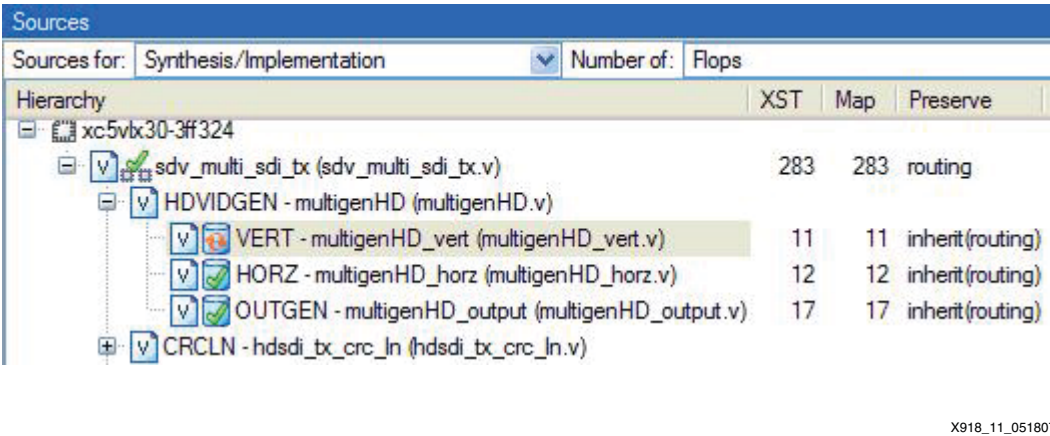 Sources
Sources for: Synthesis/Implementation Number of: Flops
Hierarchy XST Map Preserve
xc5vlx30-3ff324
sdv_multi_sdi_tx (sdv_multi_sdi_tx.v) 283 283 routing
HDVIDGEN - multigenHD (multigenHD.v)
VERT - multigenHD_vert (multigenHD_vert.v) 11 11 inherit(routing)
HORZ - multigenHD_horz (multigenHD_horz.v) 12 12 inherit(routing)
OUTGEN - multigenHD_output (multigenHD_output.v) 17 17 inherit(routing)
CRCLN - hdsdi_tx_crc_ln (hdsdi_tx_crc_ln.v)
X918_11_051807